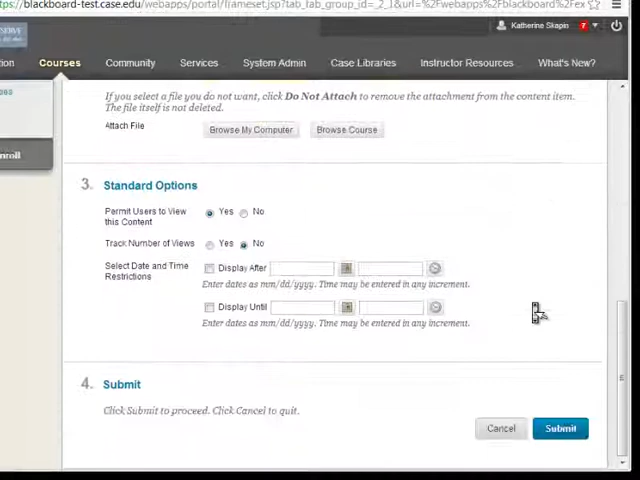 blackboard-test.case.edu/webapps/portal/frameset.jsp?tab_tab_group_id=_2_1&url=%2Fwebapps%2Fblackboard%2Fex
Katherine Skapin 7
Courses Community Services System Admin Case Libraries Instructor Resources What's New?
If you select a file you do not want, click Do Not Attach to remove the attachment from the content item.
The file itself is not deleted.
Attach File Browse My Computer Browse Course
nroll
3. Standard Options
Permit Users to View
this Content
Yes No
Track Number of Views Yes No
Select Date and Time
Restrictions
Display After
Enter dates as mm/dd/yyyy. Time may be entered in any increment.
Display Until
Enter dates as mm/dd/yyyy. Time may be entered in any increment.
4. Submit
Click Submit to proceed. Click Cancel to quit.
Cancel Submit